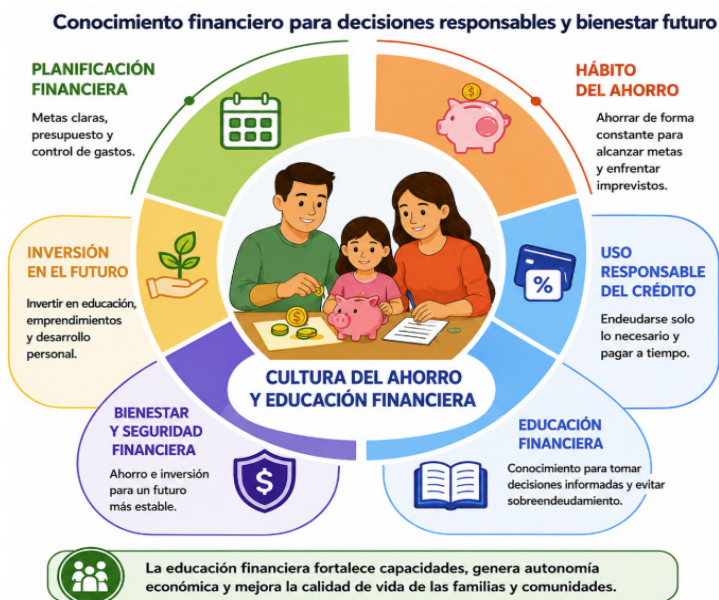 Conocimiento financiero para decisiones responsables y bienestar futuro
PLANIFICACIÓN
FINANCIERA
Metas claras,
presupuesto y
control de gastos.
$
HÁBITO
DEL AHORRO
Ahorrar de forma
constante para
alcanzar metas
y enfrentar
imprevistos.
INVERSIÓN
EN EL FUTURO
Invertir en educación,
emprendimientos
y desarrollo
personal.
%
USO
RESPONSABLE
DEL CRÉDITO
Endeudarse solo
lo necesario y
pagar a tiempo.
$
CULTURA DEL AHORRO
Y EDUCACIÓN FINANCIERA
BIENESTAR
Y SEGURIDAD
FINANCIERA
Ahorro e inversión
para un futuro
más estable.
$
EDUCACIÓN
FINANCIERA
Conocimiento para tomar
decisiones informadas y evitar
sobreendeudamiento.
La educación financiera fortalece capacidades, genera autonomía
económica y mejora la calidad de vida de las familias y comunidades.